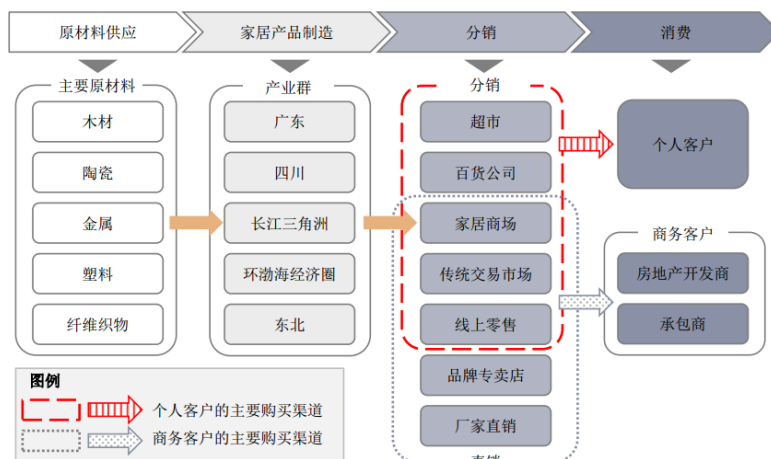 原材料供应
家居产品制造
分销
消费
主要原材料
木材
陶瓷
金属
塑料
纤维织物
产业群
广东
四川
长江三角洲
环渤海经济圈
东北
分销
超市
百货公司
家居商场
传统交易市场
线上零售
品牌专卖店
厂家直销
个人客户
商务客户
房地产开发商
承包商
图例
个人客户的主要购买渠道
商务客户的主要购买渠道